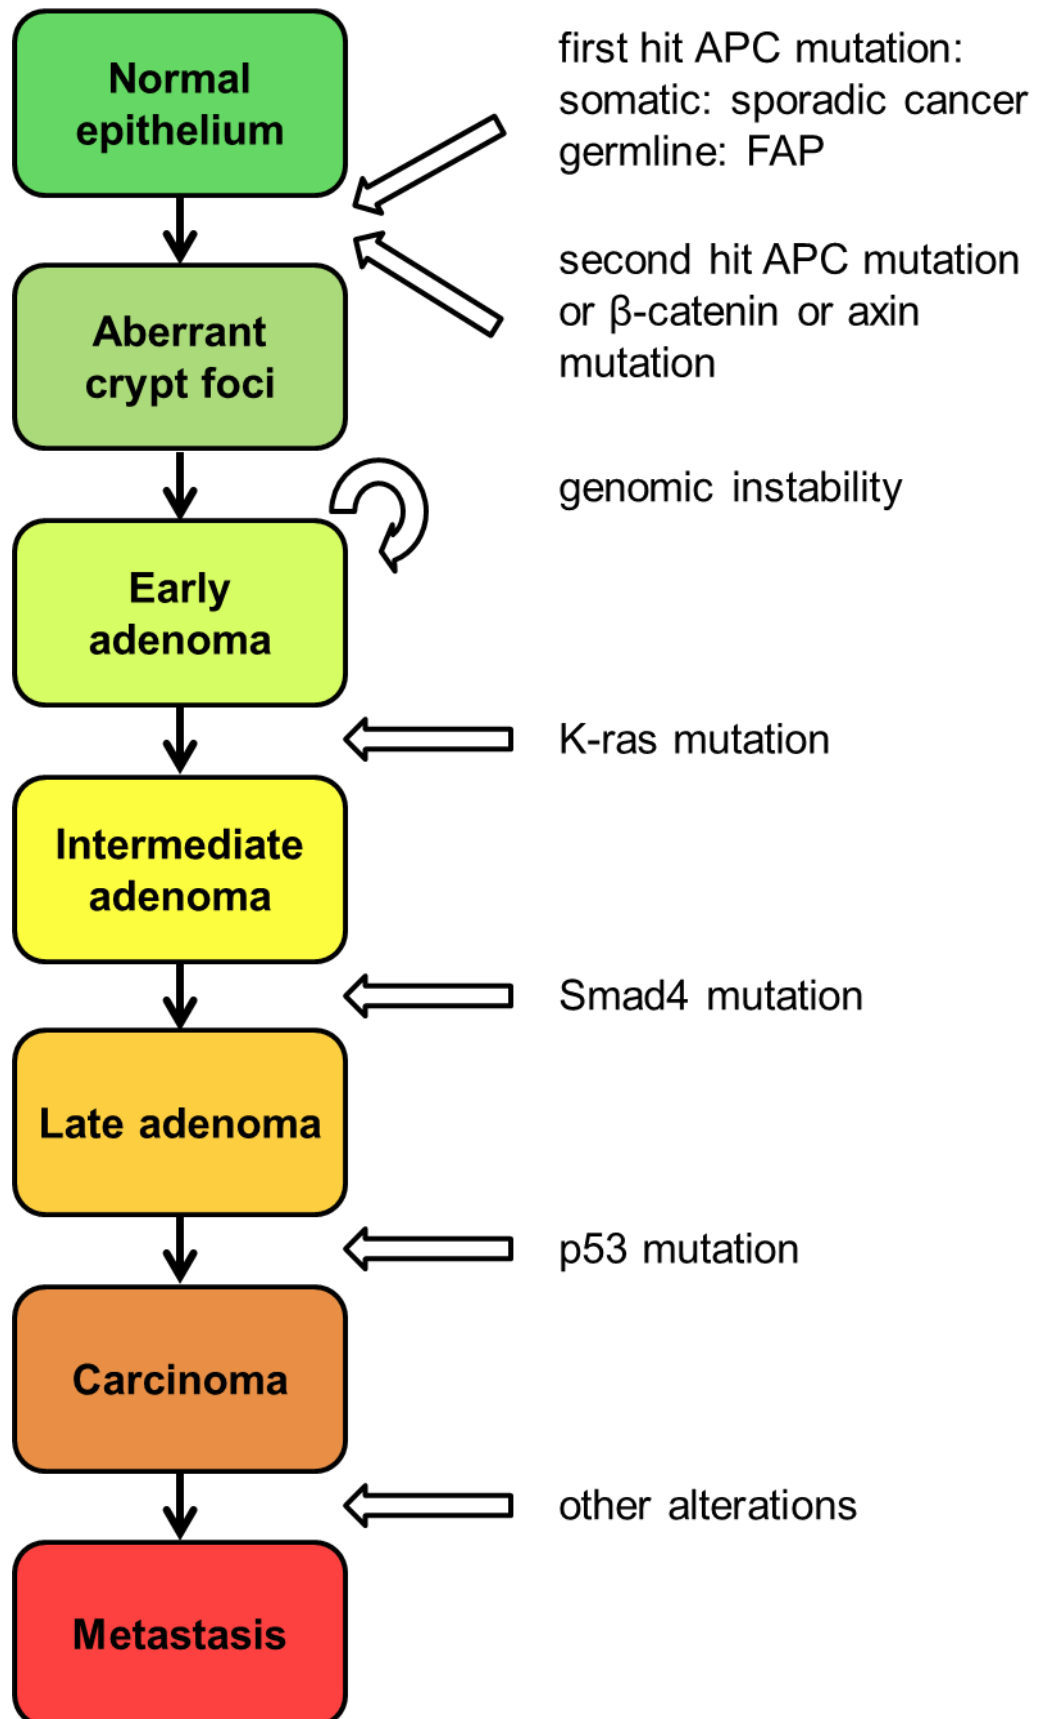 Normal
epithelium
first hit APC mutation:
somatic: sporadic cancer
germline: FAP
second hit APC mutation
or β-catenin or axin
mutation
Aberrant
crypt foci
genomic instability
Early
adenoma
K-ras mutation
Intermediate
adenoma
Smad4 mutation
Late adenoma
p53 mutation
Carcinoma
other alterations
Metastasis